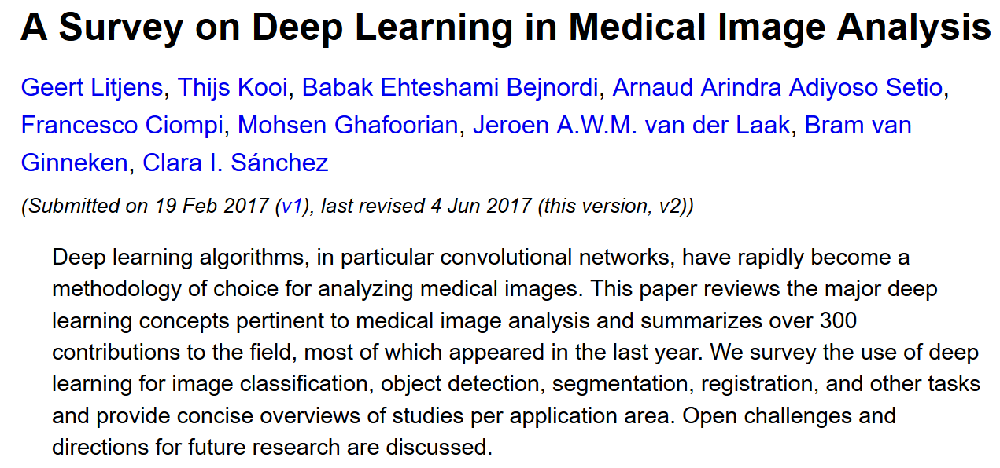 A Survey on Deep Learning in Medical Image Analysis
Geert Litjens, Thijs Kooi, Babak Ehteshami Bejnordi, Arnaud Arindra Adiyoso Setio,
Francesco Ciompi, Mohsen Ghafoorian, Jeroen A.W.M. van der Laak, Bram van
Ginneken, Clara I. Sánchez
(Submitted on 19 Feb 2017 (v1), last revised 4 Jun 2017 (this version, v2))
Deep learning algorithms, in particular convolutional networks, have rapidly become a
methodology of choice for analyzing medical images. This paper reviews the major deep
learning concepts pertinent to medical image analysis and summarizes over 300
contributions to the field, most of which appeared in the last year. We survey the use of deep
learning for image classification, object detection, segmentation, registration, and other tasks
and provide concise overviews of studies per application area. Open challenges and
directions for future research are discussed.